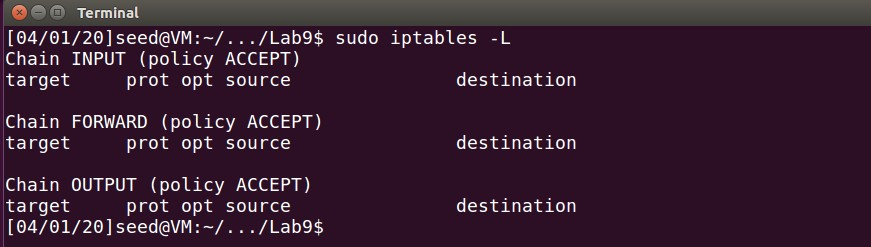 Terminal
[04/01/20]seed@VM:~/.../Lab9$ sudo iptables -L
Chain INPUT (policy ACCEPT)
target     prot opt source               destination

Chain FORWARD (policy ACCEPT)
target     prot opt source               destination

Chain OUTPUT (policy ACCEPT)
target     prot opt source               destination
[04/01/20]seed@VM:~/.../Lab9$